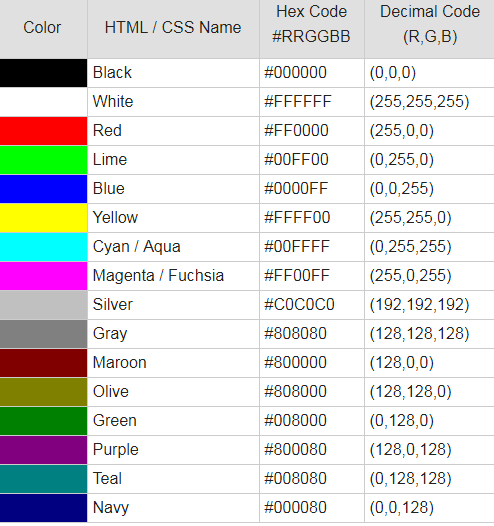 Color HTML / CSS Name Hex Code #RRGGBB Decimal Code (R,G,B)
Black #000000 (0,0,0)
White #FFFFFF (255,255,255)
Red #FF0000 (255,0,0)
Lime #00FF00 (0,255,0)
Blue #0000FF (0,0,255)
Yellow #FFFF00 (255,255,0)
Cyan / Aqua #00FFFF (0,255,255)
Magenta / Fuchsia #FF00FF (255,0,255)
Silver #C0C0C0 (192,192,192)
Gray #808080 (128,128,128)
Maroon #800000 (128,0,0)
Olive #808000 (128,128,0)
Green #008000 (0,128,0)
Purple #800080 (128,0,128)
Teal #008080 (0,128,128)
Navy #000080 (0,0,128)